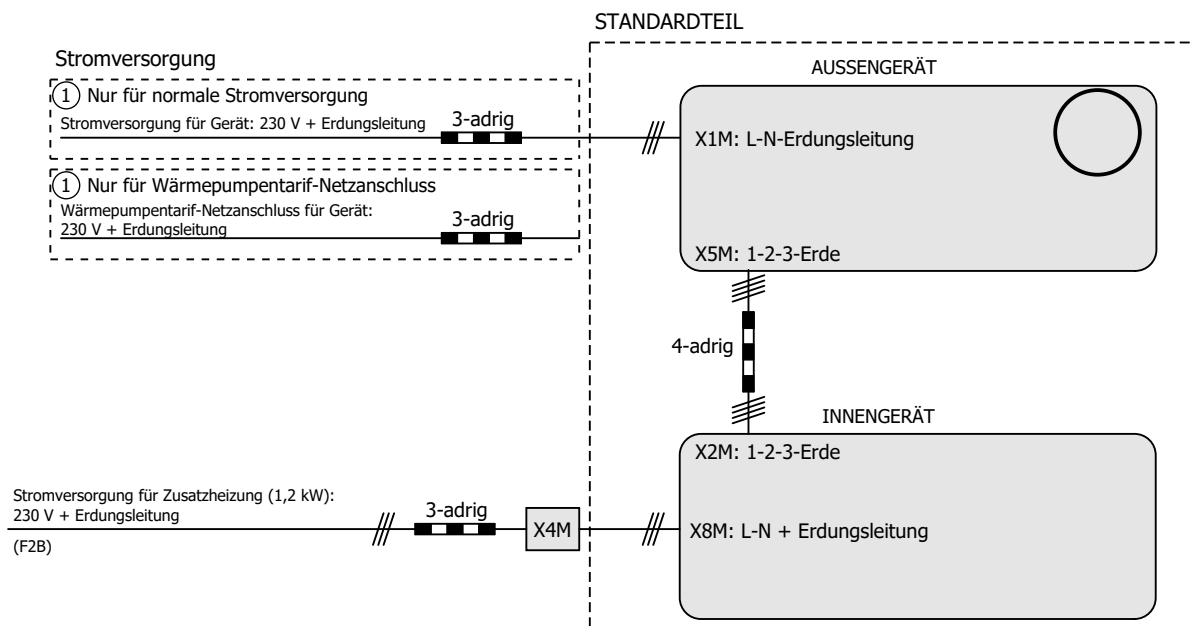 STANDARDTEIL
Stromversorgung
1 Nur für normale Stromversorgung
Stromversorgung für Gerät: 230 V + Erdungsleitung
3-adrig
1 Nur für Wärmepumpentarif-Netzanschluss
Wärmepumpentarif-Netzanschluss für Gerät:
230 V + Erdungsleitung
3-adrig
AUSSENGERÄT
X1M: L-N-Erdungsleitung
X5M: 1-2-3-Erde
4-adrig
INNENGERÄT
X2M: 1-2-3-Erde
Stromversorgung für Zusatzheizung (1,2 kW):
230 V + Erdungsleitung
(F2B)
3-adrig
X4M
X8M: L-N + Erdungsleitung